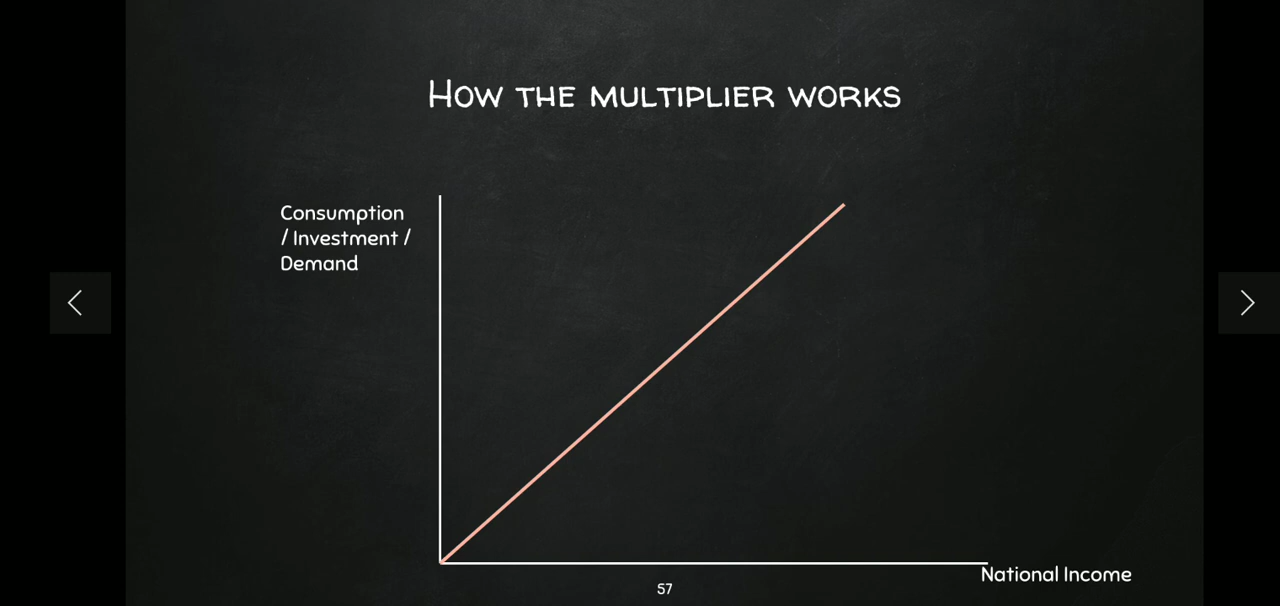 How the multiplier works
Consumption
/ Investment /
Demand
National Income
57